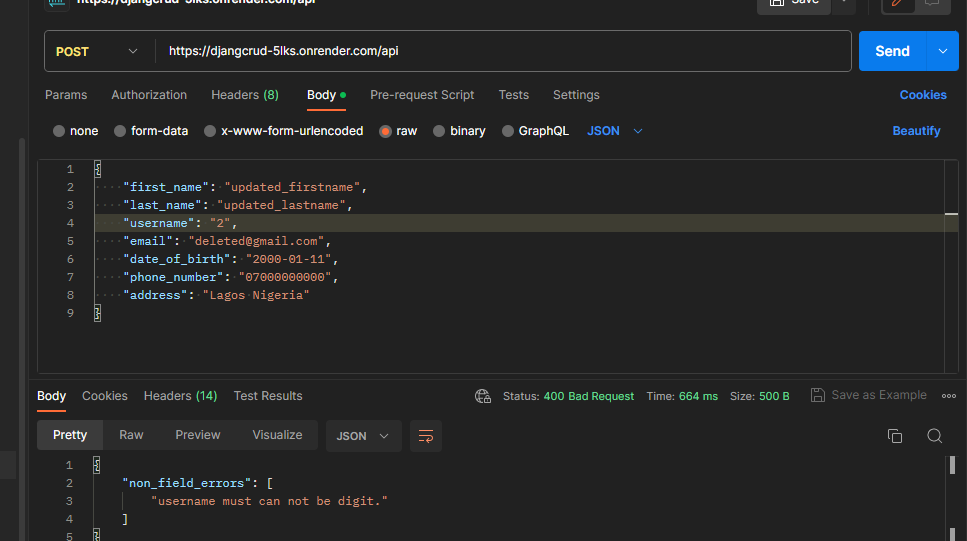 https://djangcrud-5lks.onrender.com/api
Save
POST https://djangcrud-5lks.onrender.com/api Send
Params Authorization Headers (8) Body Pre-request Script Tests Settings Cookies
none form-data x-www-form-urlencoded raw binary GraphQL JSON Beautify
1 {
2 "first_name": "updated_firstname",
3 "last_name": "updated_lastname",
4 "username": "2",
5 "email": "deleted@gmail.com",
6 "date_of_birth": "2000-01-11",
7 "phone_number": "07000000000",
8 "address": "Lagos Nigeria"
9 }
Body Cookies Headers (14) Test Results Status: 400 Bad Request Time: 664 ms Size: 500 B Save as Example
Pretty Raw Preview Visualize JSON
1 {
2 "non_field_errors": [
3 "username must can not be digit."
4 ]
5 }